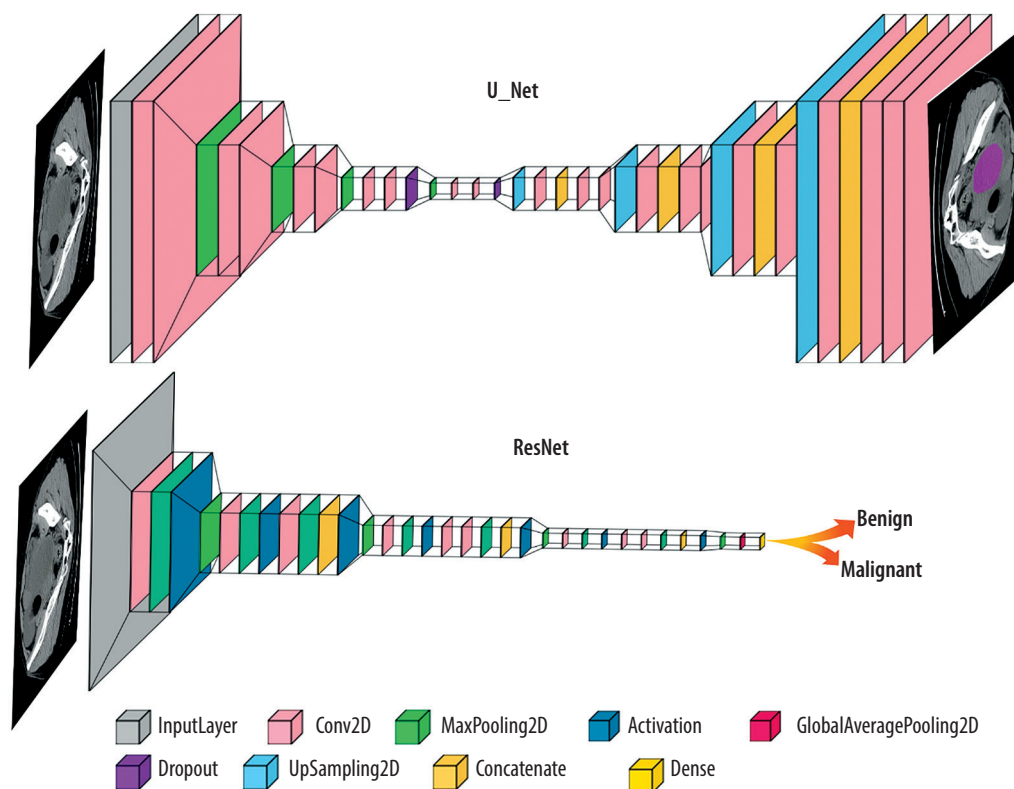 U_Net
ResNet
Benign
Malignant
InputLayer Conv2D MaxPooling2D Activation GlobalAveragePooling2D
Dropout UpSampling2D Concatenate Dense